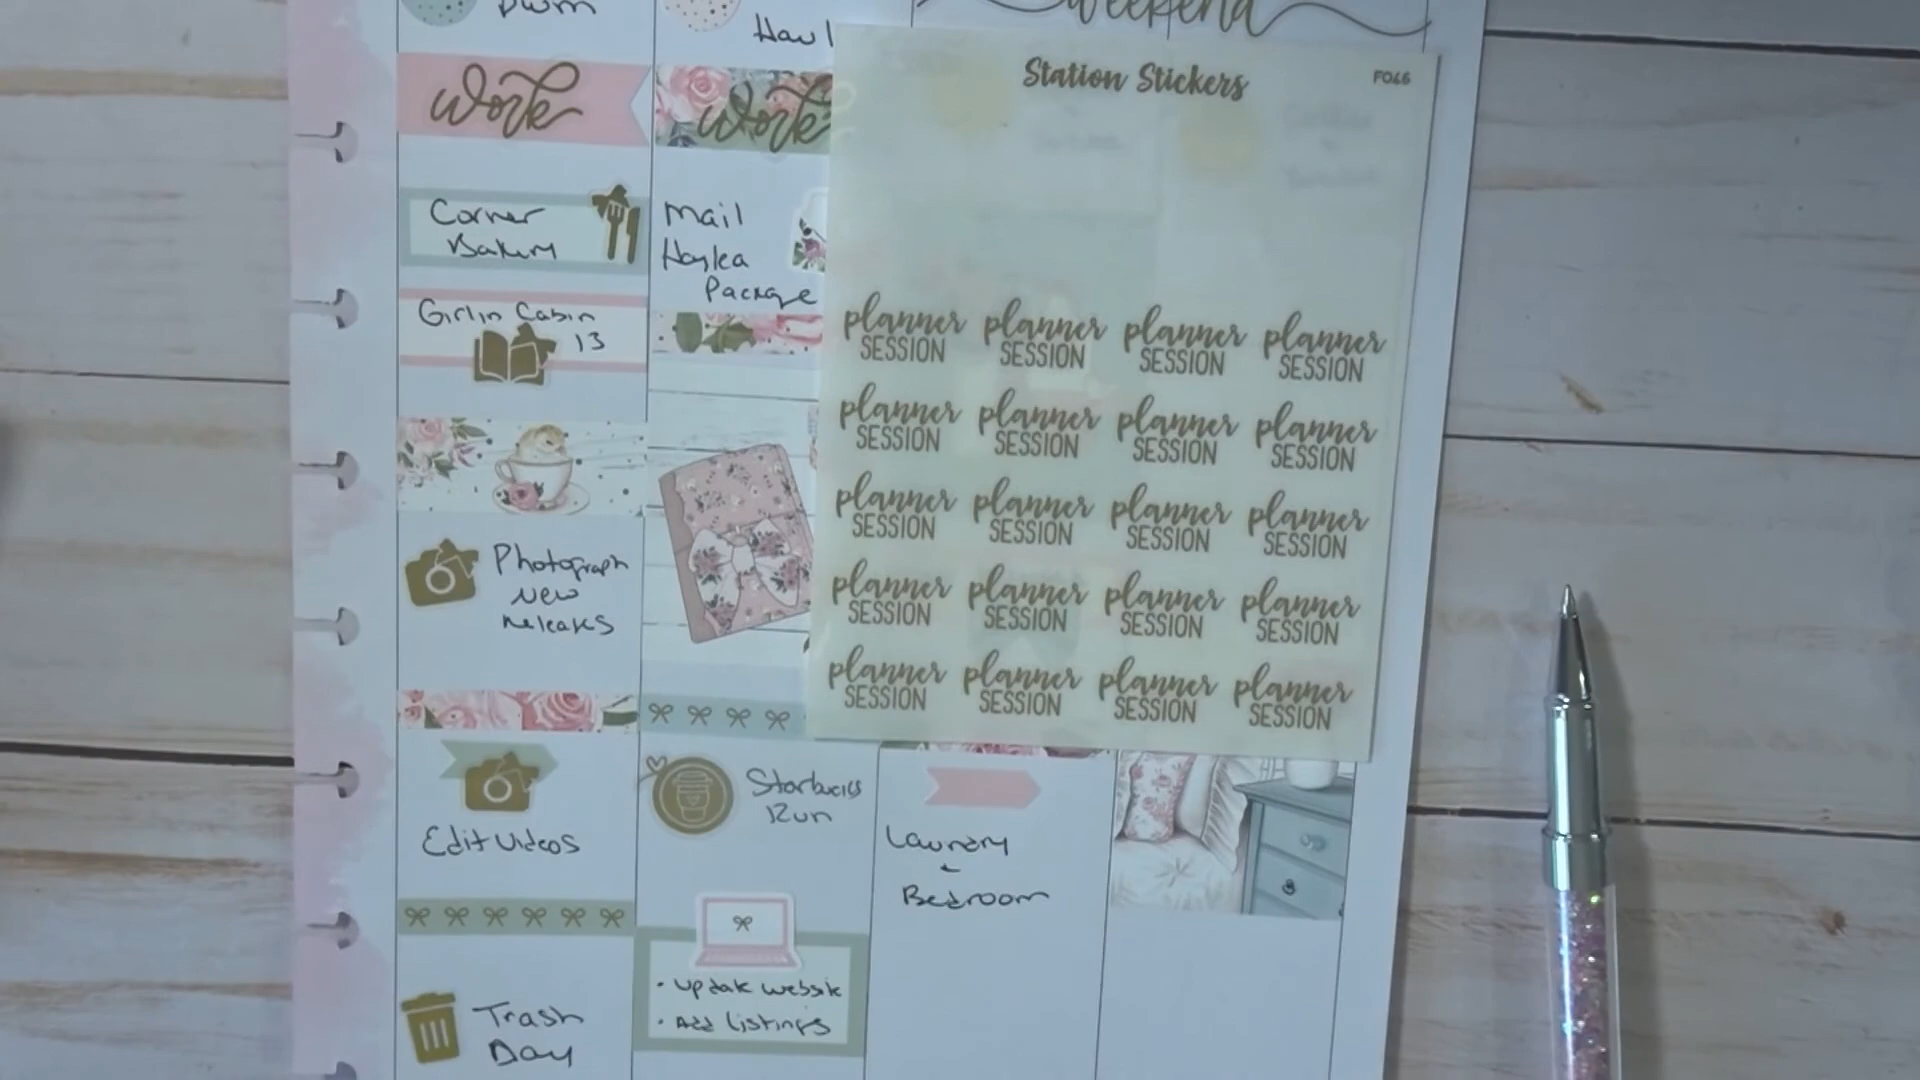 Weekend
Haul
work
work
Station Stickers
F046
Corner
Bakery
Mail
Haylea
Package
Girl in Cabin
13
planner planner planner planner
SESSION SESSION SESSION SESSION
planner planner planner planner
SESSION SESSION SESSION SESSION
planner planner planner planner
SESSION SESSION SESSION SESSION
planner planner planner planner
SESSION SESSION SESSION SESSION
planner planner planner planner
SESSION SESSION SESSION SESSION
Photograph
New
Releases
Edit Videos
Starbucks
Run
Laundry
+
Bedroom
Trash
Day
• Update website
• Add listings